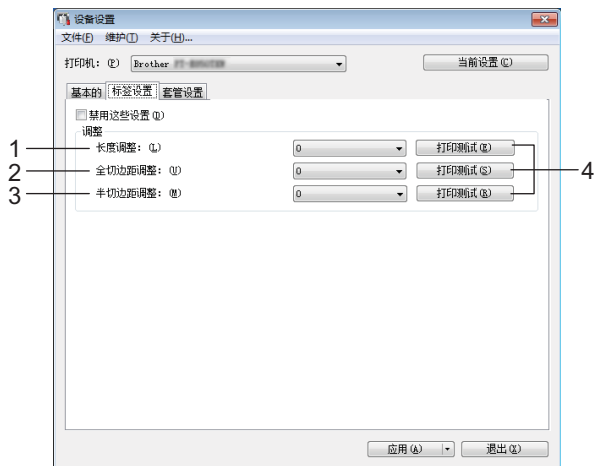 设备设置
文件(F) 维护(T) 关于(H)...
打印机: (P) Brother 当前设置(C)
基本的 标签设置 套管设置
禁用这些设置(D)
调整
1 长度调整: (L) 0 打印测试(E)
2 全切边距调整: (U) 0 打印测试(S) 4
3 半切边距调整: (M) 0 打印测试(R)
应用(A) 退出(X)